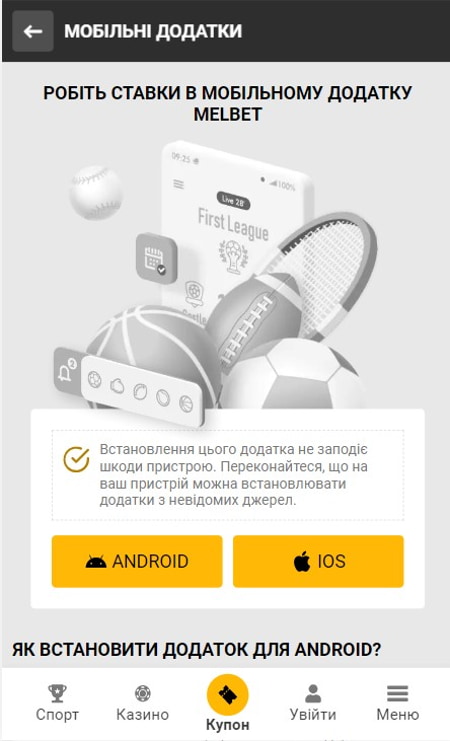 МОБІЛЬНІ ДОДАТКИ
РОБІТЬ СТАВКИ В МОБІЛЬНОМУ ДОДАТКУ
MELBET
09:25
100%
Live 28'
First League
2
Встановлення цього додатка не заподіє
шкоди пристрою. Переконайтеся, що на
ваш пристрій можна встановлювати
додатки з невідомих джерел.
ANDROID
IOS
ЯК ВСТАНОВИТИ ДОДАТОК ДЛЯ ANDROID?
Спорт
Казино
Купон
Увійти
Меню